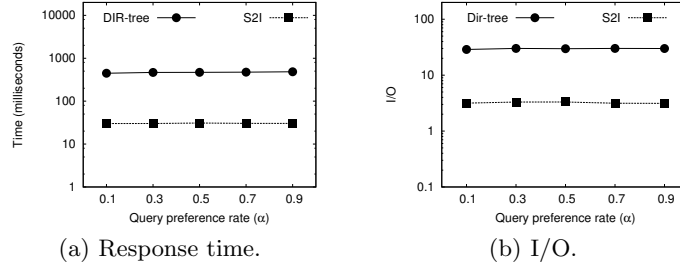 DIR-tree S2I
10000
1000
100
10
1
Time (milliseconds)
0.1 0.3 0.5 0.7 0.9
Query preference rate (α)
(a) Response time.
Dir-tree S2I
100
10
1
0.1
I/O
0.1 0.3 0.5 0.7 0.9
Query preference rate (α)
(b) I/O.